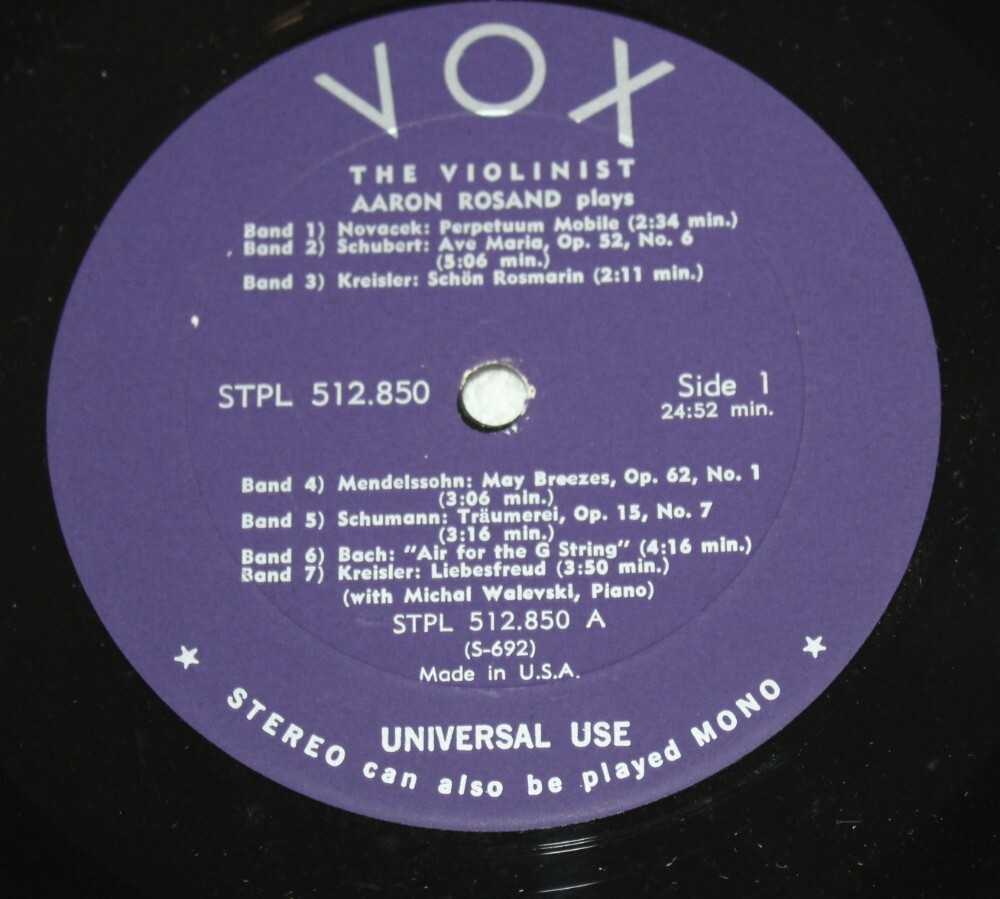 VOX
THE VIOLINIST
AARON ROSAND plays
Band 1) Novacek: Perpetuum Mobile (2:34 min.)
Band 2) Schubert: Ave Maria, Op. 52, No. 6
(5:06 min.)
Band 3) Kreisler: Schön Rosmarin (2:11 min.)
STPL 512.850
Side 1
24:52 min.
Band 4) Mendelssohn: May Breezes, Op. 62, No. 1
(3:06 min.)
Band 5) Schumann: Träumerei, Op. 15, No. 7
(3:16 min.)
Band 6) Bach: "Air for the G String" (4:16 min.)
Band 7) Kreisler: Liebesfreud (3:50 min.)
(with Michal Walevski, Piano)
STPL 512.850 A
(S-692)
Made in U.S.A.
UNIVERSAL USE
★ STEREO can also be played MONO ★